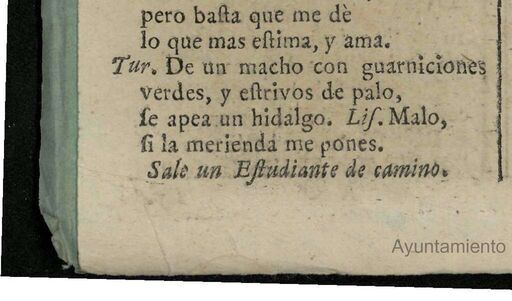 pero baſta que me dè
lo que mas eſtima, y ama.
Tur. De un macho con guarniciones
verdes, y eſtrivos de palo,
ſe apea un hidalgo. Liſ. Malo,
ſi la merienda me pones.
Sale un Eſtudiante de camino.
Ayuntamiento